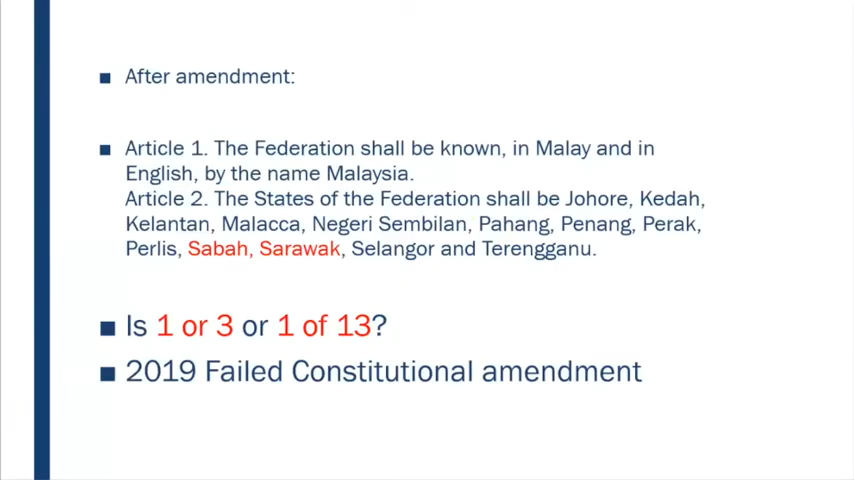 After amendment:
Article 1. The Federation shall be known, in Malay and in
English, by the name Malaysia.
Article 2. The States of the Federation shall be Johore, Kedah,
Kelantan, Malacca, Negeri Sembilan, Pahang, Penang, Perak,
Perlis, Sabah, Sarawak, Selangor and Terengganu.
Is 1 or 3 or 1 of 13?
2019 Failed Constitutional amendment